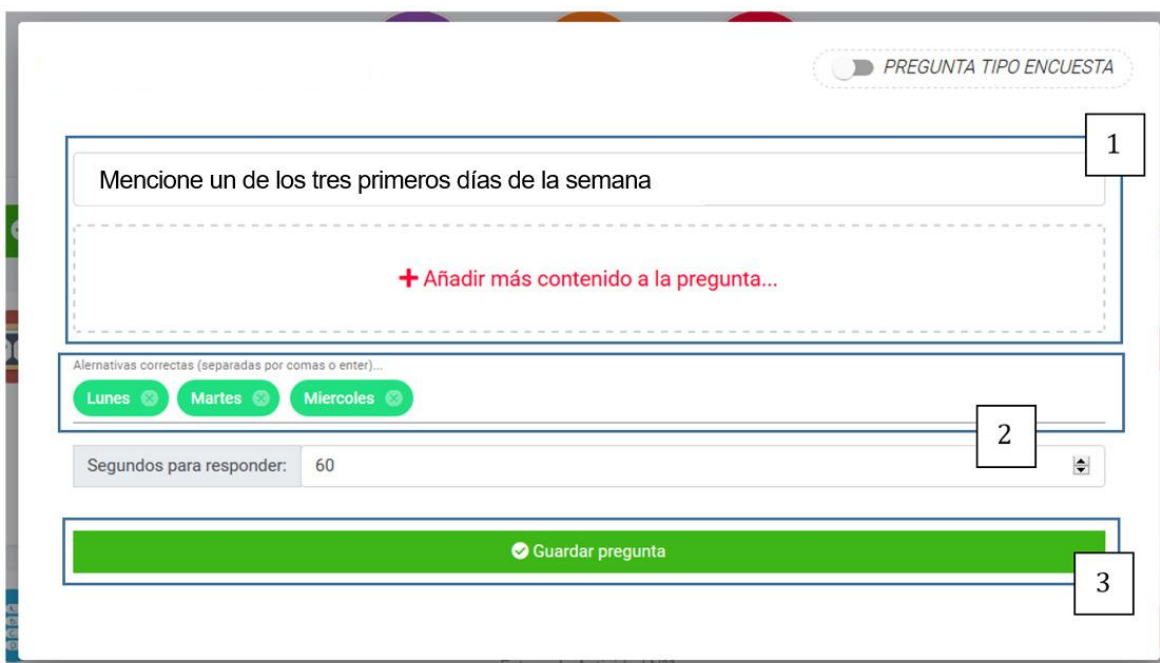 PREGUNTA TIPO ENCUESTA
1
Mencione un de los tres primeros días de la semana
Añadir más contenido a la pregunta...
Alernativas correctas (separadas por comas o enter)...
Lunes Martes Miercoles
2
Segundos para responder: 60
Guardar pregunta
3